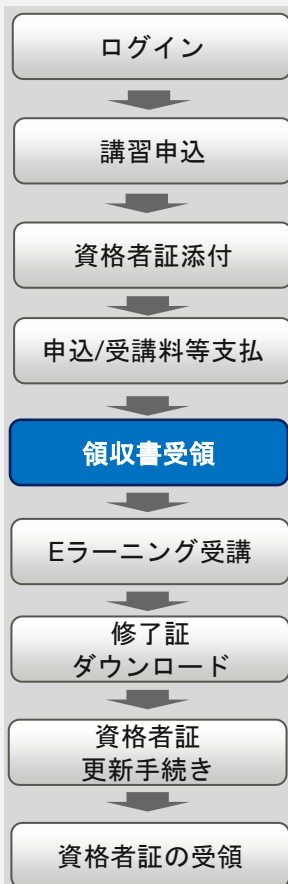 ログイン
講習申込
資格者証添付
申込/受講料等支払
領収書受領
Eラーニング受講
修了証
ダウンロード
資格者証
更新手続き
資格者証の受領